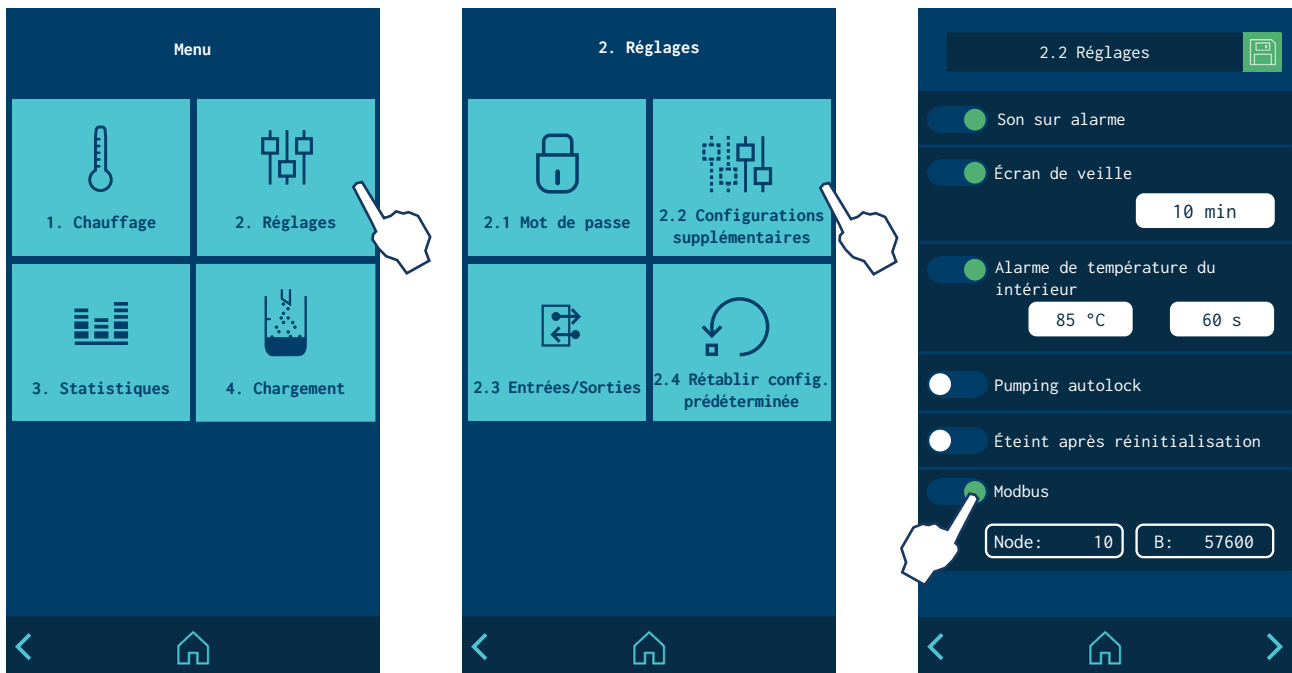 Menu
1. Chauffage
2. Réglages
3. Statistiques
4. Chargement
2. Réglages
2.1 Mot de passe
2.2 Configurations
supplémentaires
2.3 Entrées/Sorties
2.4 Rétablir config.
prédéterminée
2.2 Réglages
Son sur alarme
Écran de veille
10 min
Alarme de température du
intérieur
85 °C 60 s
Pumping autolock
Éteint après réinitialisation
Modbus
Node: 10 B: 57600